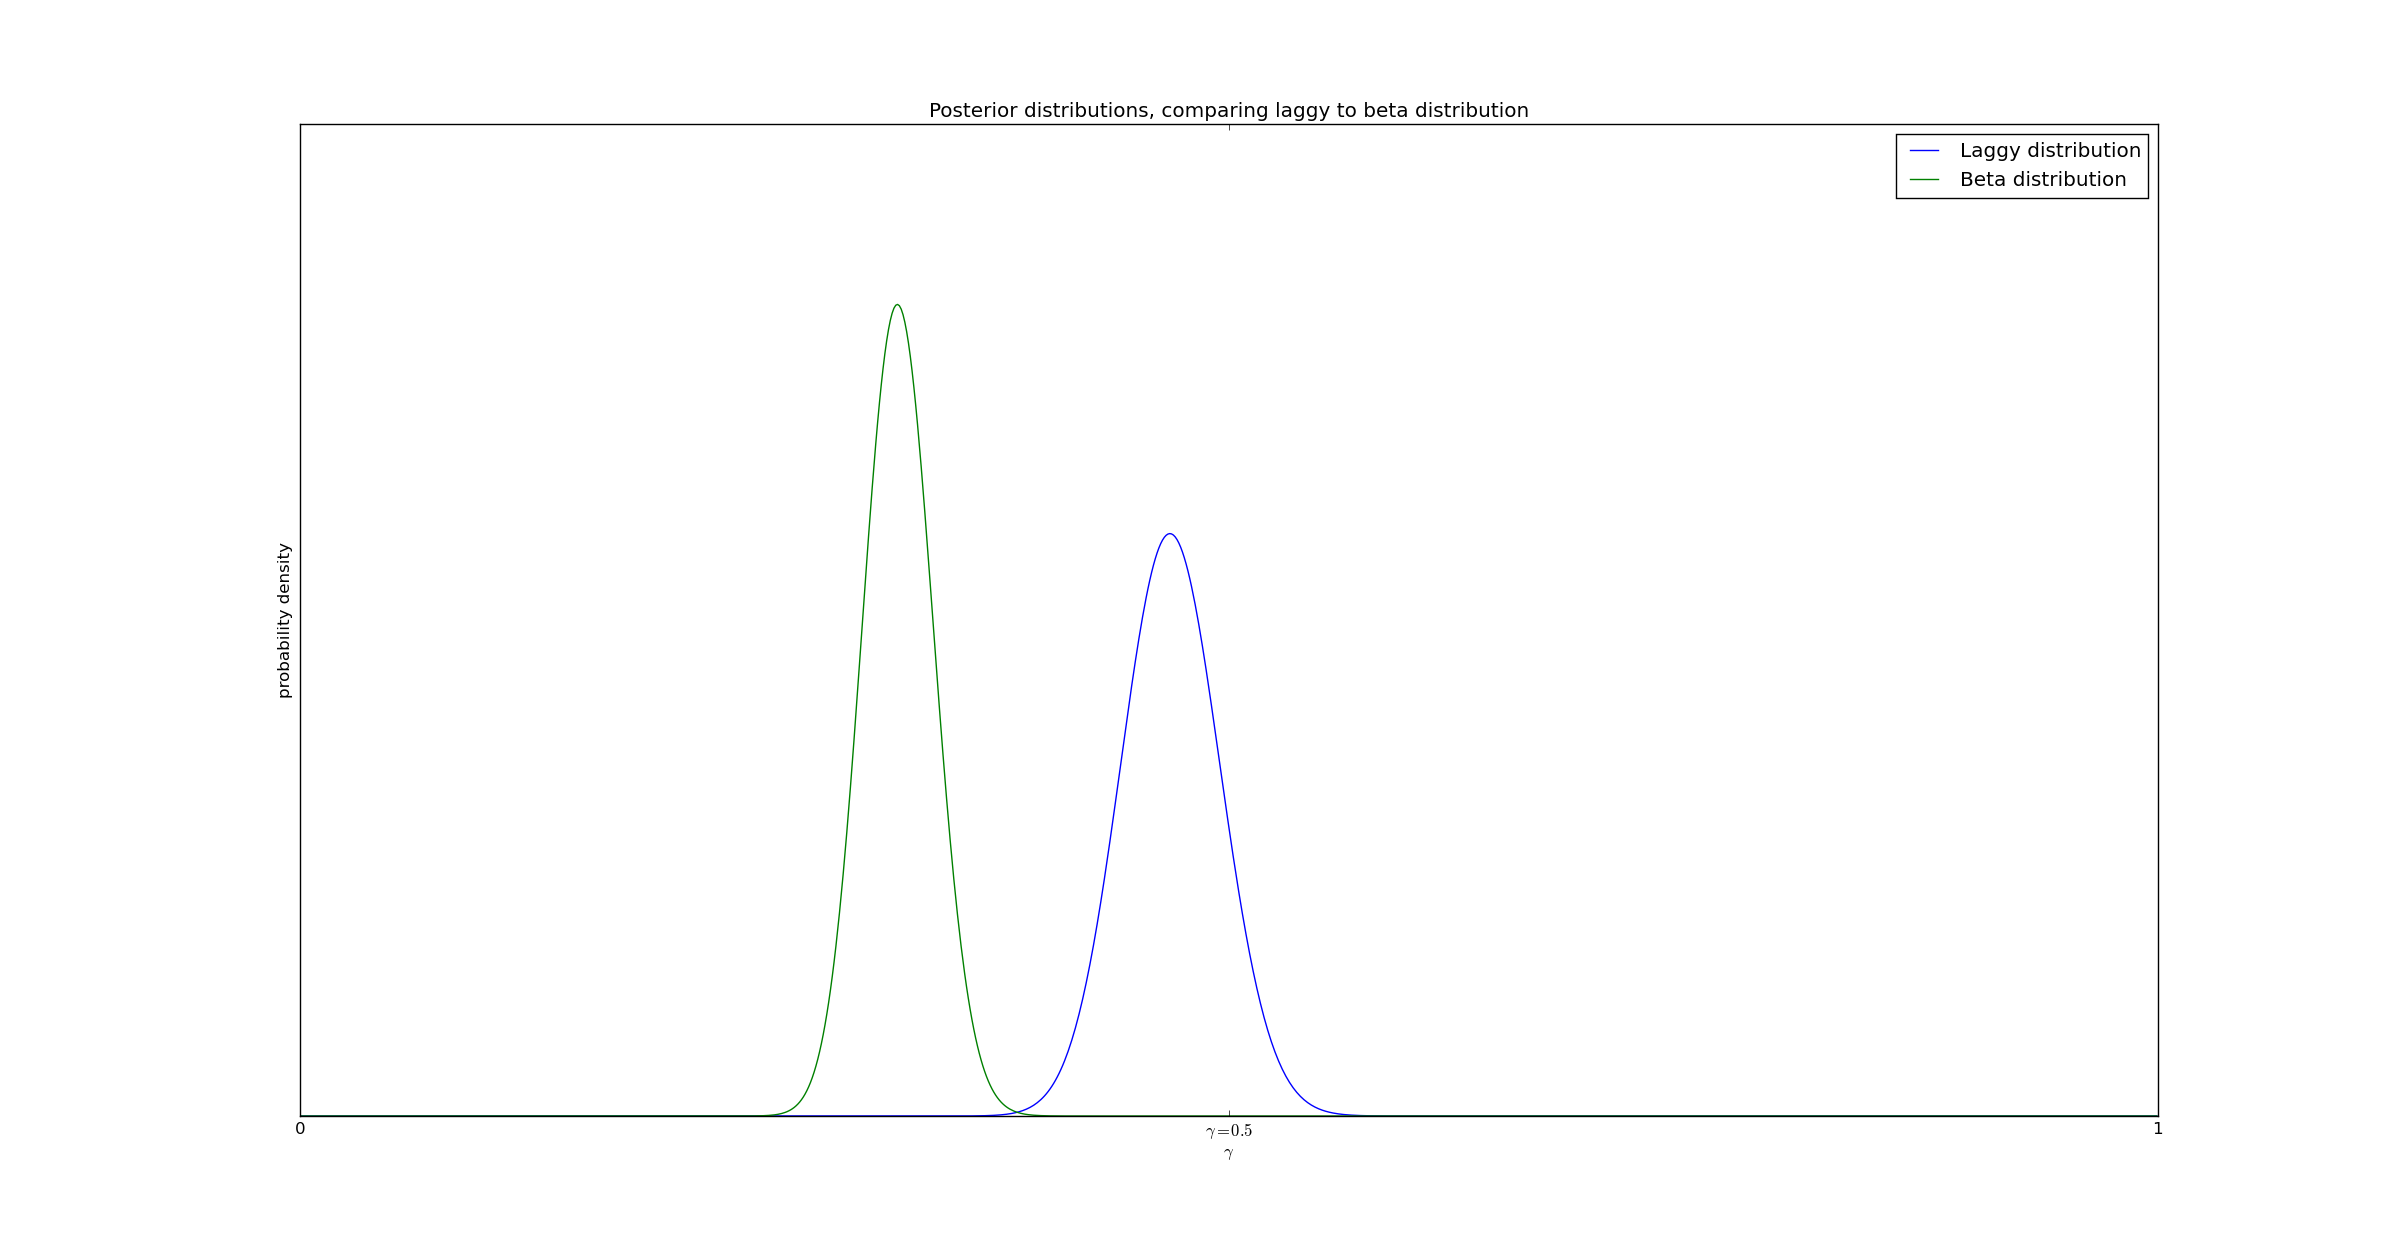 Posterior distributions, comparing laggy to beta distribution
Laggy distribution
Beta distribution
probability density
0
γ=0.5
1
γ